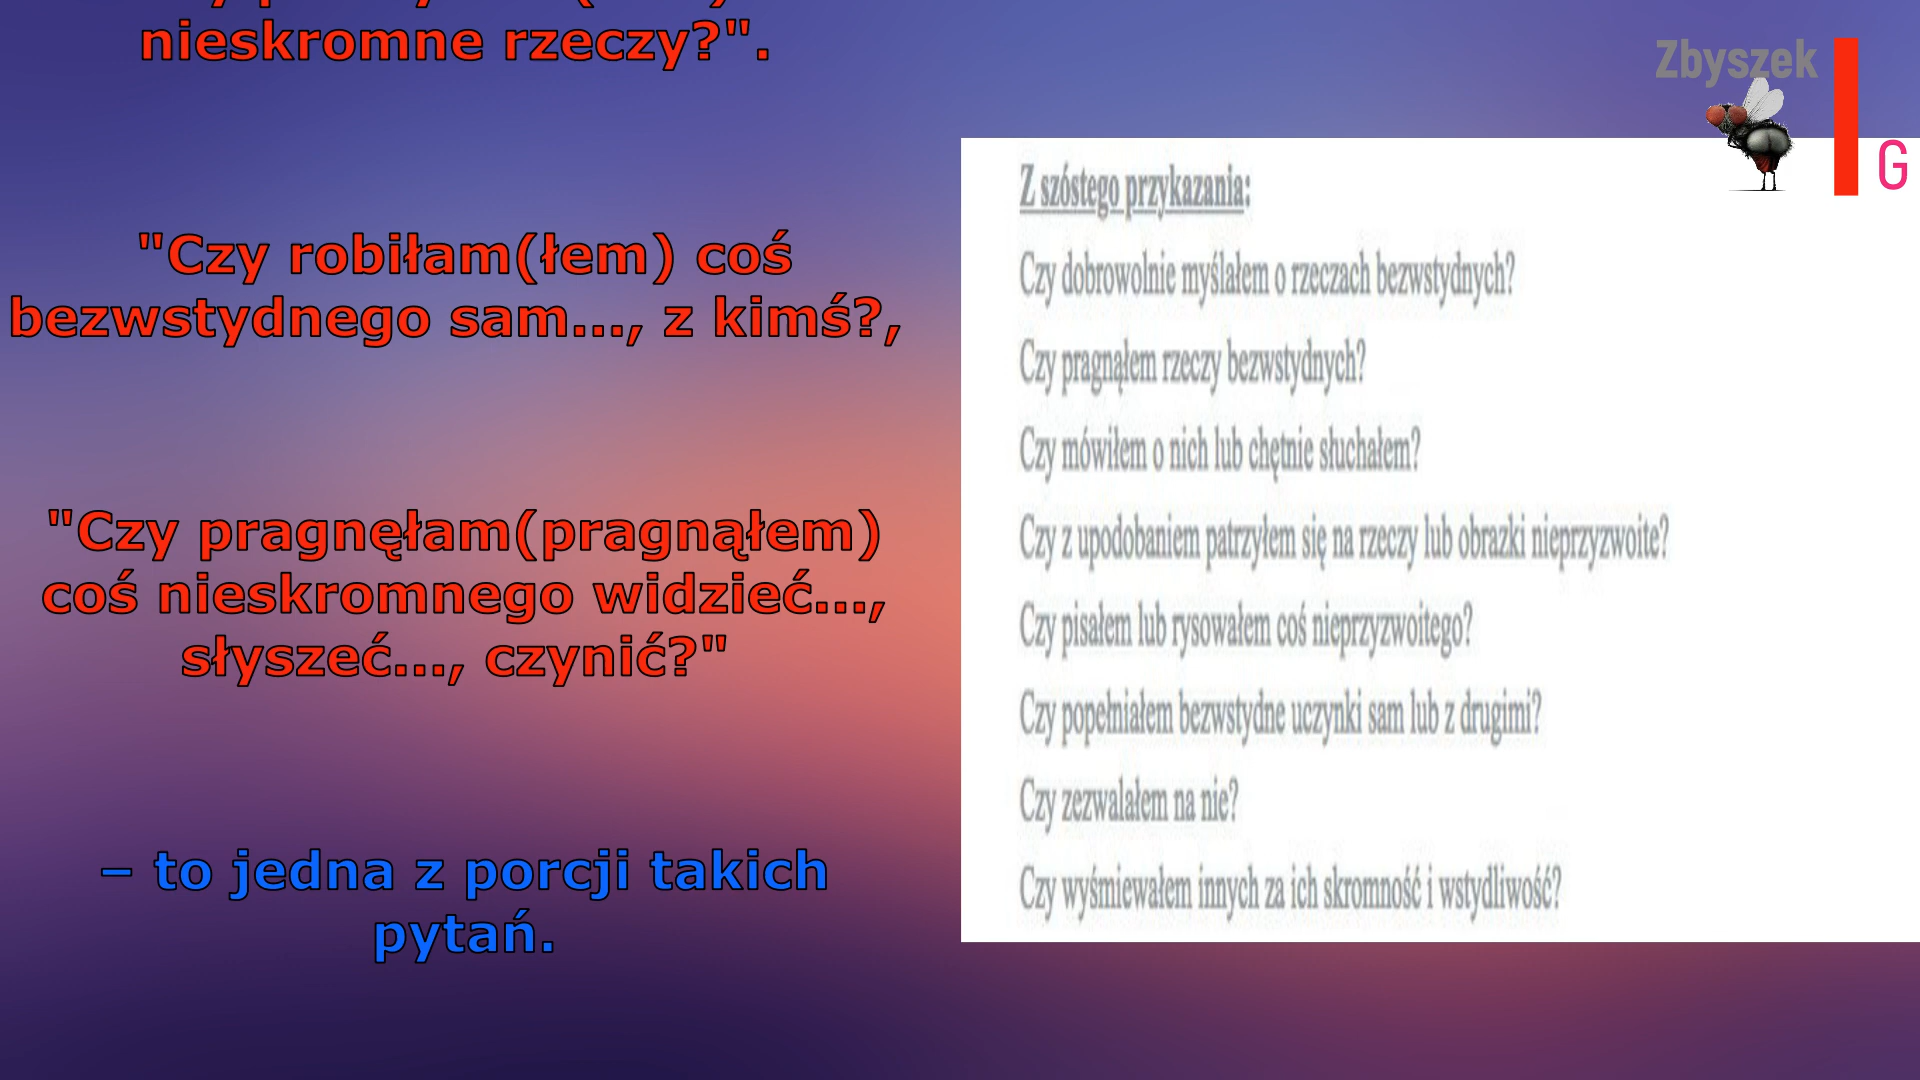 nieskromne rzeczy?".
"Czy robiłam(łem) coś
bezwstydnego sam..., z kimś?,
"Czy pragnęłam(pragnąłem)
coś nieskromnego widzieć...,
słyszeć..., czynić?"
– to jedna z porcji takich
pytań.
Zbyszek
G
Z szóstego przykazania:
Czy dobrowolnie myślałem o rzeczach bezwstydnych?
Czy pragnąłem rzeczy bezwstydnych?
Czy mówiłem o nich lub chętnie słuchałem?
Czy z upodobaniem patrzyłem się na rzeczy lub obrazki nieprzyzwoite?
Czy pisałem lub rysowałem coś nieprzyzwoitego?
Czy popełniałem bezwstydne uczynki sam lub z drugimi?
Czy zezwalałem na nie?
Czy wyśmiewałem innych za ich skromność i wstydliwość?